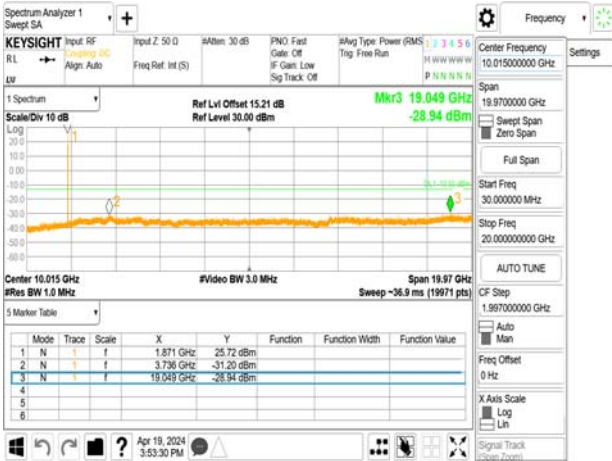 Spectrum Analyzer 1
Swept SA
+
Frequency
KEYSIGHT
Input: RF
Coupling: DC
Align: Auto
Input Z: 50 Ω
Freq Ref: Int (S)
#Atten: 30 dB
PNO: Fast
Gate: Off
IF Gain: Low
Sig Track: Off
#Avg Type: Power (RMS
Trig: Free Run
1 2 3 4 5 6
M W W W W W
P N N N N N
RL
Center Frequency
10.015000000 GHz
Settings
Span
19.9700000 GHz
Swept Span
Zero Span
Full Span
Start Freq
30.000000 MHz
Stop Freq
20.000000000 GHz
AUTO TUNE
CF Step
1.997000000 GHz
Auto
Man
Freq Offset
0 Hz
X Axis Scale
Log
Lin
Signal Track
(Span Zoom)
1 Spectrum
Scale/Div 10 dB
Ref Lvl Offset 15.21 dB
Ref Level 30.00 dBm
Mkr3 19.049 GHz
-28.94 dBm
Log
20.0
10.0
0.00
-10.0
-20.0
-30.0
-40.0
-50.0
-60.0
1
2
3
Center 10.015 GHz
#Res BW 1.0 MHz
#Video BW 3.0 MHz
Span 19.97 GHz
Sweep ~36.9 ms (19971 pts)
5 Marker Table
Mode Trace Scale X Y Function Function Width Function Value
1 N 1 f 1.871 GHz 25.72 dBm
2 N 1 f 3.736 GHz -31.20 dBm
3 N 1 f 19.049 GHz -28.94 dBm
4
5
6
?
Apr 19, 2024
3:53:30 PM